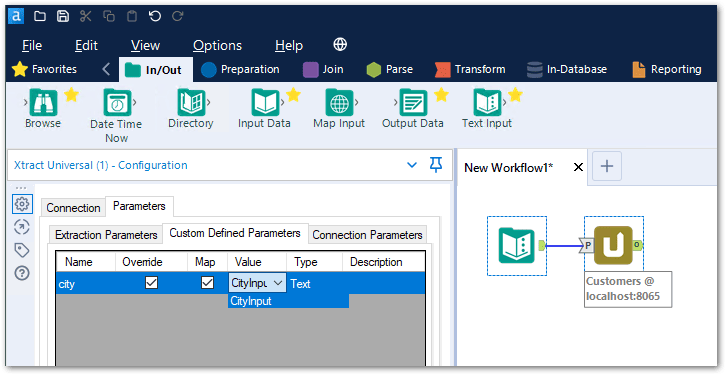 a
File Edit View Options Help
Favorites In/Out Preparation Join Parse Transform In-Database Reporting
Browse Date Time Now Directory Input Data Map Input Output Data Text Input
Xtract Universal (1) - Configuration
New Workflow1*
Connection Parameters
Extraction Parameters Custom Defined Parameters Connection Parameters
Name Override Map Value Type Description
city CityInpu Text
CityInput
P
O
Customers @
localhost:8065